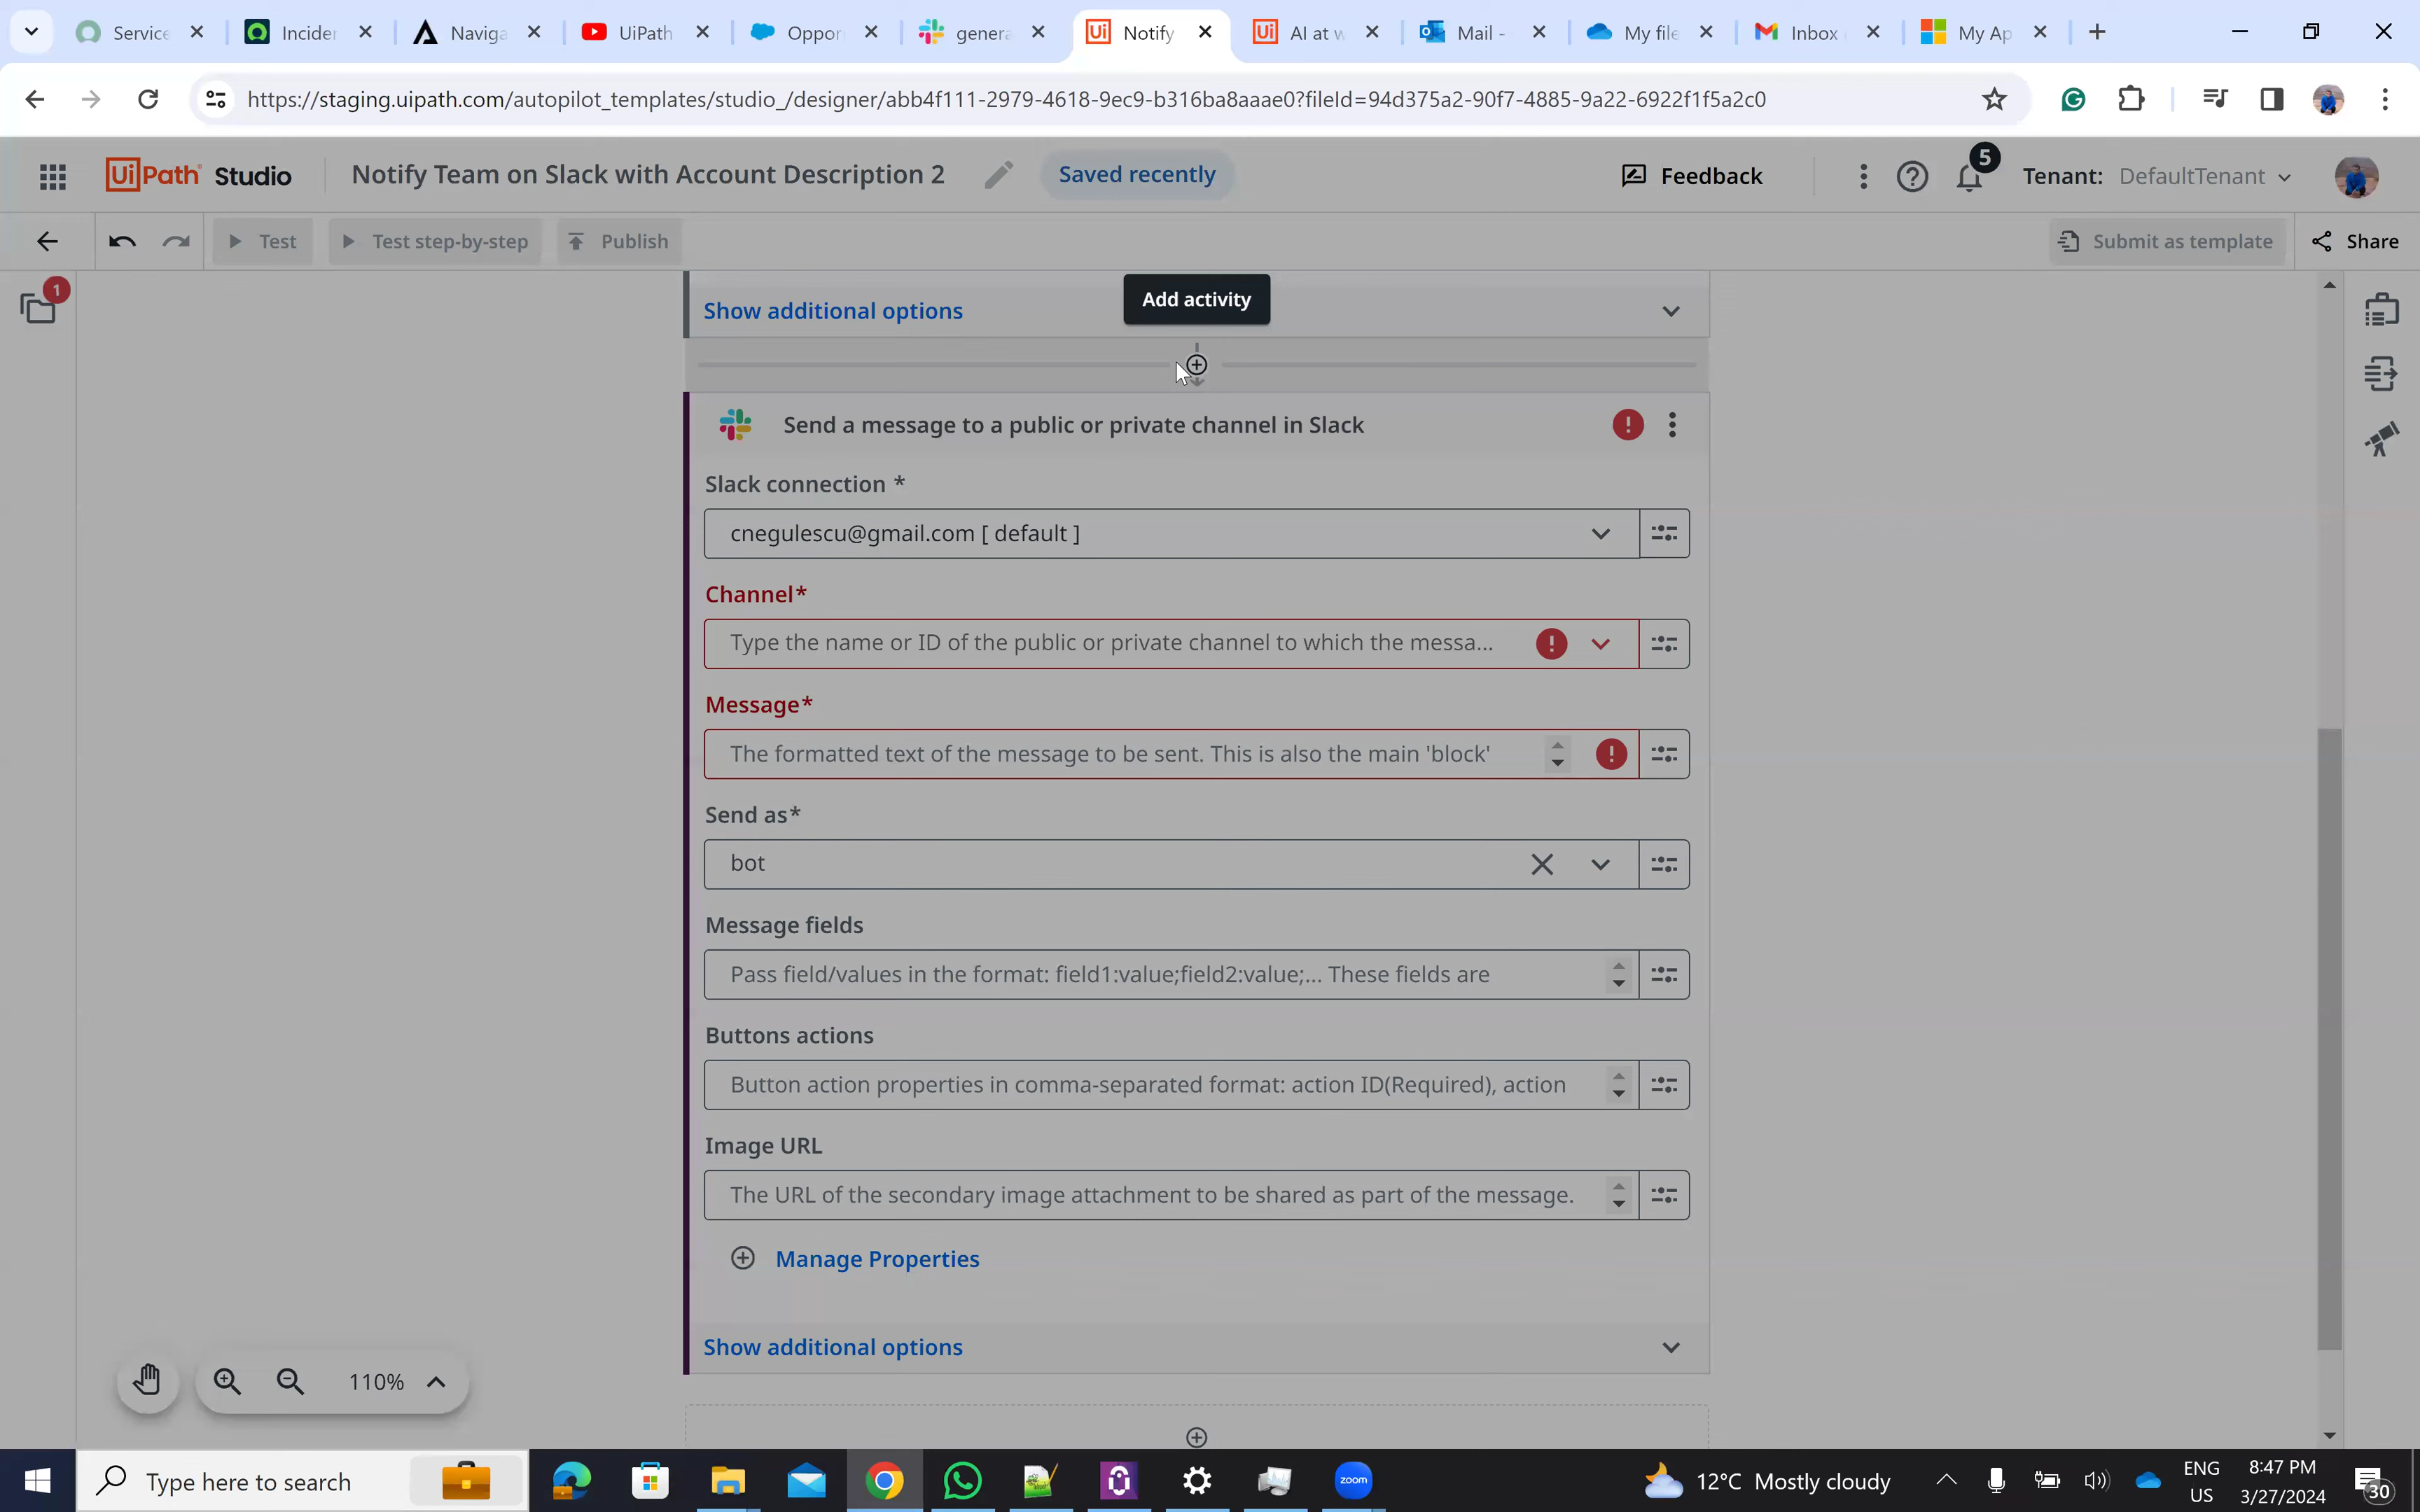 Service
Inciden
Naviga
UiPath
Oppor
genera
Notify
AI at w
Mail -
My file
Inbox
My Ap
https://staging.uipath.com/autopilot_templates/studio_/designer/abb4f111-2979-4618-9ec9-b316ba8aaae0?fileId=94d375a2-90f7-4885-9a22-6922f1f5a2c0
UiPath Studio
Notify Team on Slack with Account Description 2
Saved recently
Feedback
5
Tenant: DefaultTenant
Test
Test step-by-step
Publish
Submit as template
Share
1
Add activity
Show additional options
Send a message to a public or private channel in Slack
Slack connection *
cnegulescu@gmail.com [ default ]
Channel*
Type the name or ID of the public or private channel to which the messa...
Message*
The formatted text of the message to be sent. This is also the main 'block'
Send as*
bot
Message fields
Pass field/values in the format: field1:value;field2:value;... These fields are
Buttons actions
Button action properties in comma-separated format: action ID(Required), action
Image URL
The URL of the secondary image attachment to be shared as part of the message.
Manage Properties
Show additional options
110%
Type here to search
zoom
12°C Mostly cloudy
ENG
US
8:47 PM
3/27/2024
30